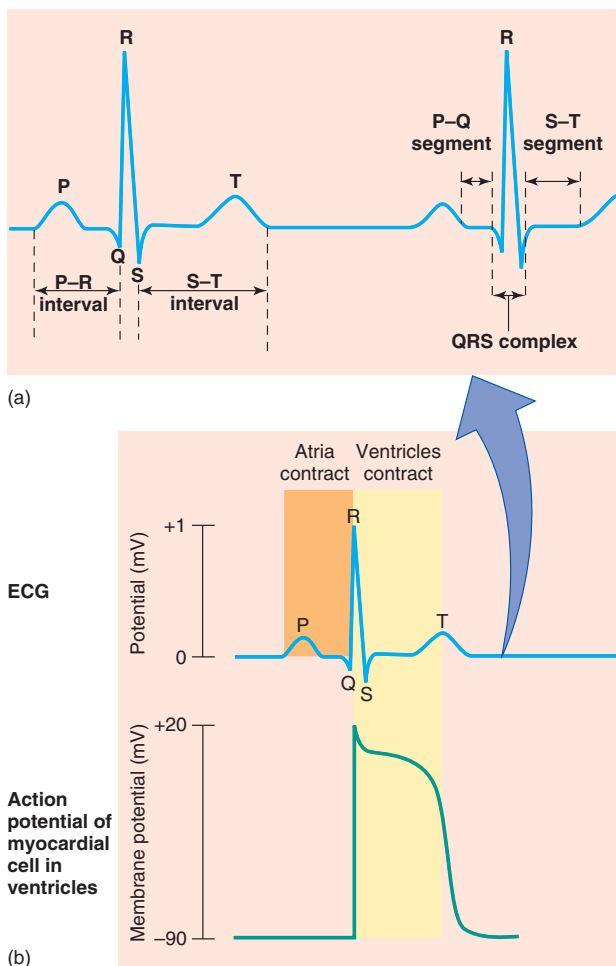 R
R
P–Q
segment
S–T
segment
P
T
Q
S
P–R
interval
S–T
interval
QRS complex
(a)
Atria
contract
Ventricles
contract
R
+1
Potential (mV)
ECG
P
T
0
Q
S
+20
Membrane potential (mV)
Action
potential of
myocardial
cell in
ventricles
–90
(b)